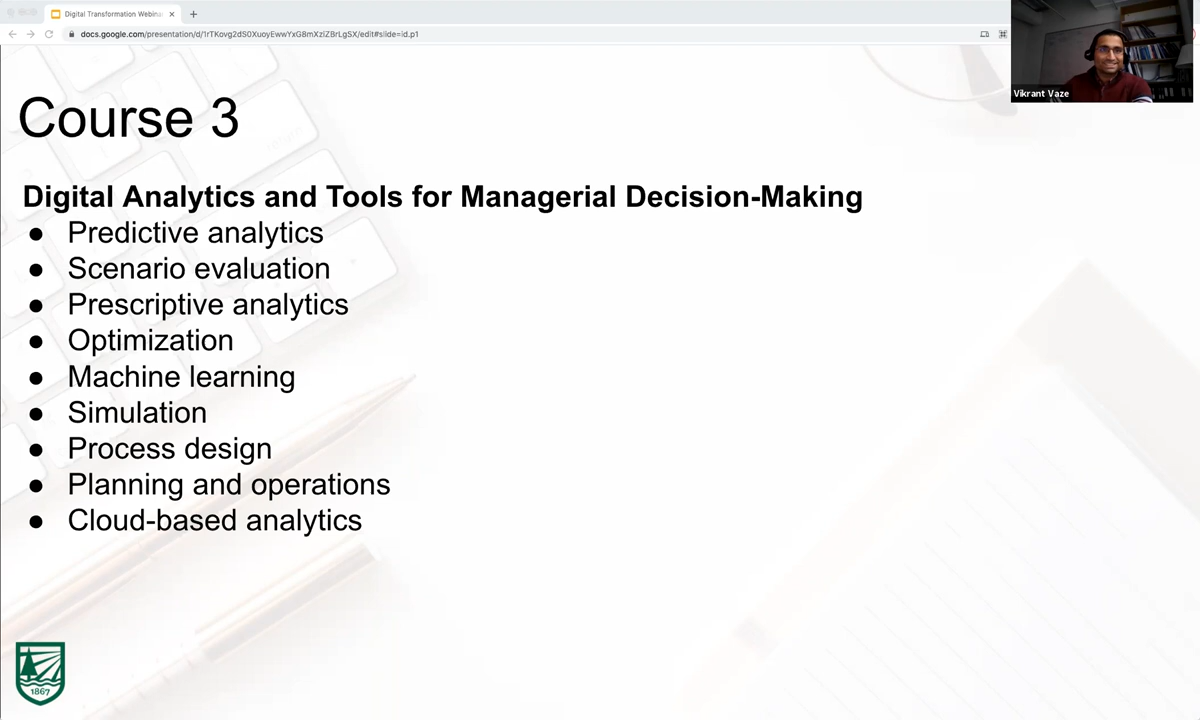 Digital Transformation Webina
docs.google.com/presentation/d/1rTKovg2dS0XuoyEwwYxG8mXziZBrLgSX/edit#slide=id.p1
Vikrant Vaze
Course 3
Digital Analytics and Tools for Managerial Decision-Making
● Predictive analytics
● Scenario evaluation
● Prescriptive analytics
● Optimization
● Machine learning
● Simulation
● Process design
● Planning and operations
● Cloud-based analytics
1867